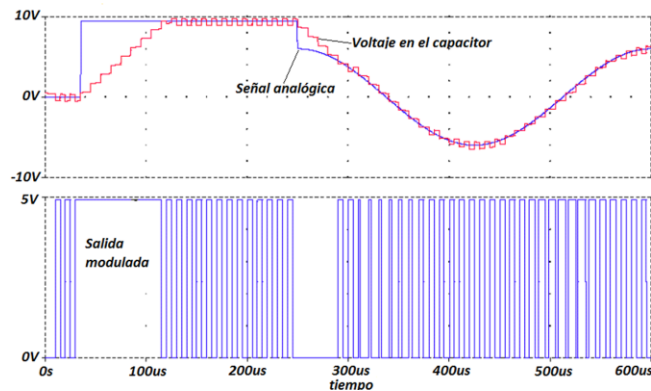 10V
Voltaje en el capacitor
Señal analógica
0V
-10V
5V
Salida
modulada
0V
0s 100us 200us 300us 400us 500us 600us
tiempo